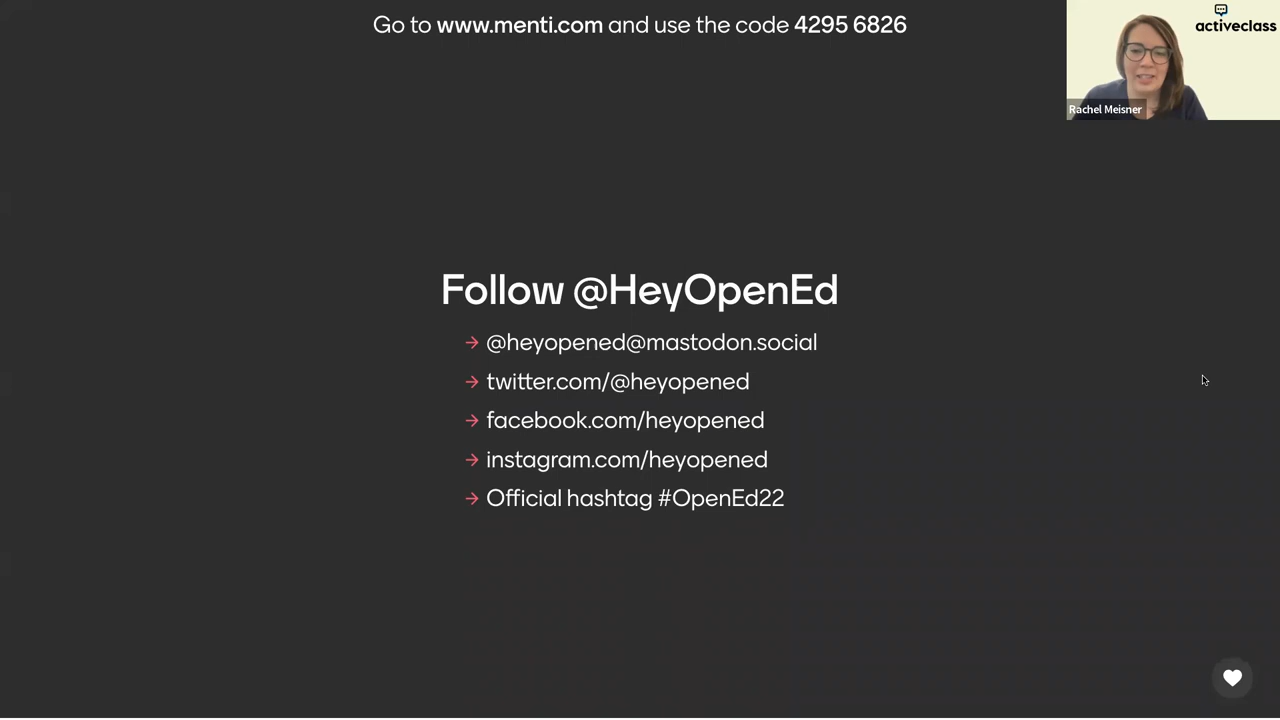 Go to www.menti.com and use the code 4295 6826
activeclass
Rachel Meisner
Follow @HeyOpenEd
→ @heyopened@mastodon.social
→ twitter.com/@heyopened
→ facebook.com/heyopened
→ instagram.com/heyopened
→ Official hashtag #OpenEd22